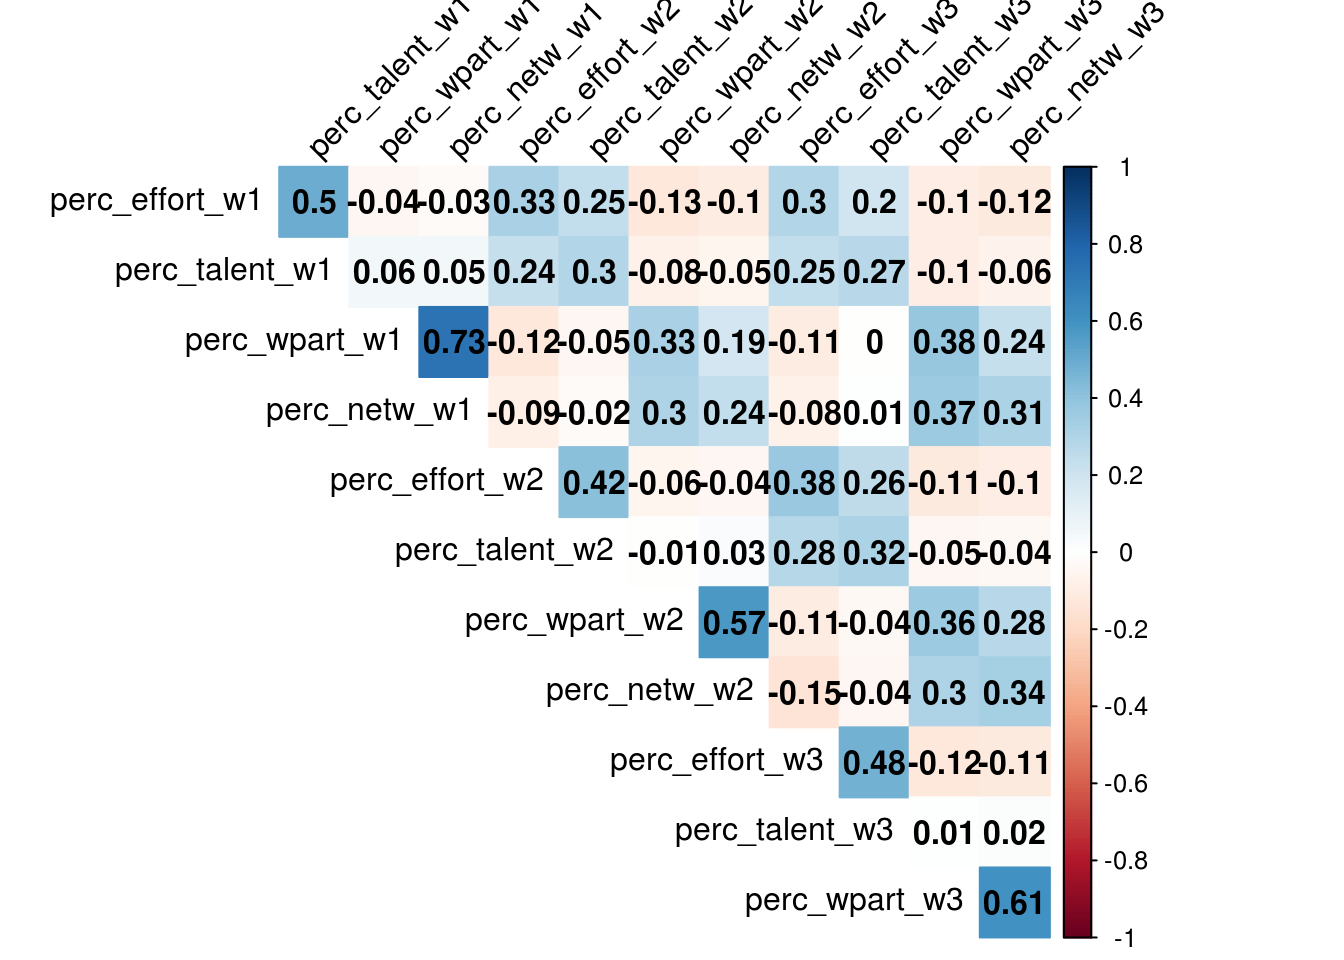 perc_talent_w1 perc_wpart_w1 perc_netw_w1 perc_effort_w2 perc_talent_w2 perc_wpart_w2 perc_netw_w2 perc_effort_w3 perc_talent_w3 perc_wpart_w3 perc_netw_w3
perc_effort_w1 0.5 -0.04 -0.03 0.33 0.25 -0.13 -0.1 0.3 0.2 -0.1 -0.12
perc_talent_w1 0.06 0.05 0.24 0.3 -0.08 -0.05 0.25 0.27 -0.1 -0.06
perc_wpart_w1 0.73 -0.12 -0.05 0.33 0.19 -0.11 0 0.38 0.24
perc_netw_w1 -0.09 -0.02 0.3 0.24 -0.08 0.01 0.37 0.31
perc_effort_w2 0.42 -0.06 -0.04 0.38 0.26 -0.11 -0.1
perc_talent_w2 -0.01 0.03 0.28 0.32 -0.05 -0.04
perc_wpart_w2 0.57 -0.11 -0.04 0.36 0.28
perc_netw_w2 -0.15 -0.04 0.3 0.34
perc_effort_w3 0.48 -0.12 -0.11
perc_talent_w3 0.01 0.02
perc_wpart_w3 0.61
1
0.8
0.6
0.4
0.2
0
-0.2
-0.4
-0.6
-0.8
-1